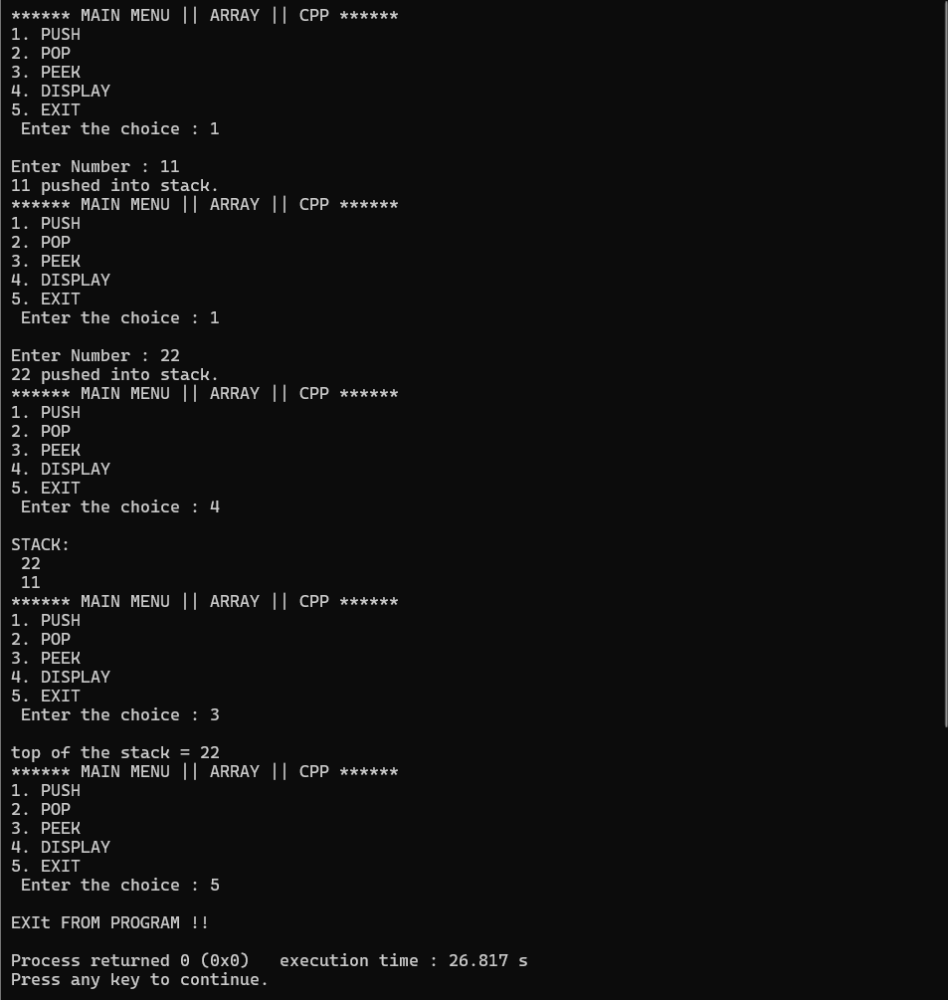 ****** MAIN MENU || ARRAY || CPP ******
1. PUSH
2. POP
3. PEEK
4. DISPLAY
5. EXIT
Enter the choice : 1
Enter Number : 11
11 pushed into stack.
****** MAIN MENU || ARRAY || CPP ******
1. PUSH
2. POP
3. PEEK
4. DISPLAY
5. EXIT
Enter the choice : 1
Enter Number : 22
22 pushed into stack.
****** MAIN MENU || ARRAY || CPP ******
1. PUSH
2. POP
3. PEEK
4. DISPLAY
5. EXIT
Enter the choice : 4
STACK:
22
11
****** MAIN MENU || ARRAY || CPP ******
1. PUSH
2. POP
3. PEEK
4. DISPLAY
5. EXIT
Enter the choice : 3
top of the stack = 22
****** MAIN MENU || ARRAY || CPP ******
1. PUSH
2. POP
3. PEEK
4. DISPLAY
5. EXIT
Enter the choice : 5
EXIt FROM PROGRAM !!
Process returned 0 (0x0)   execution time : 26.817 s
Press any key to continue.